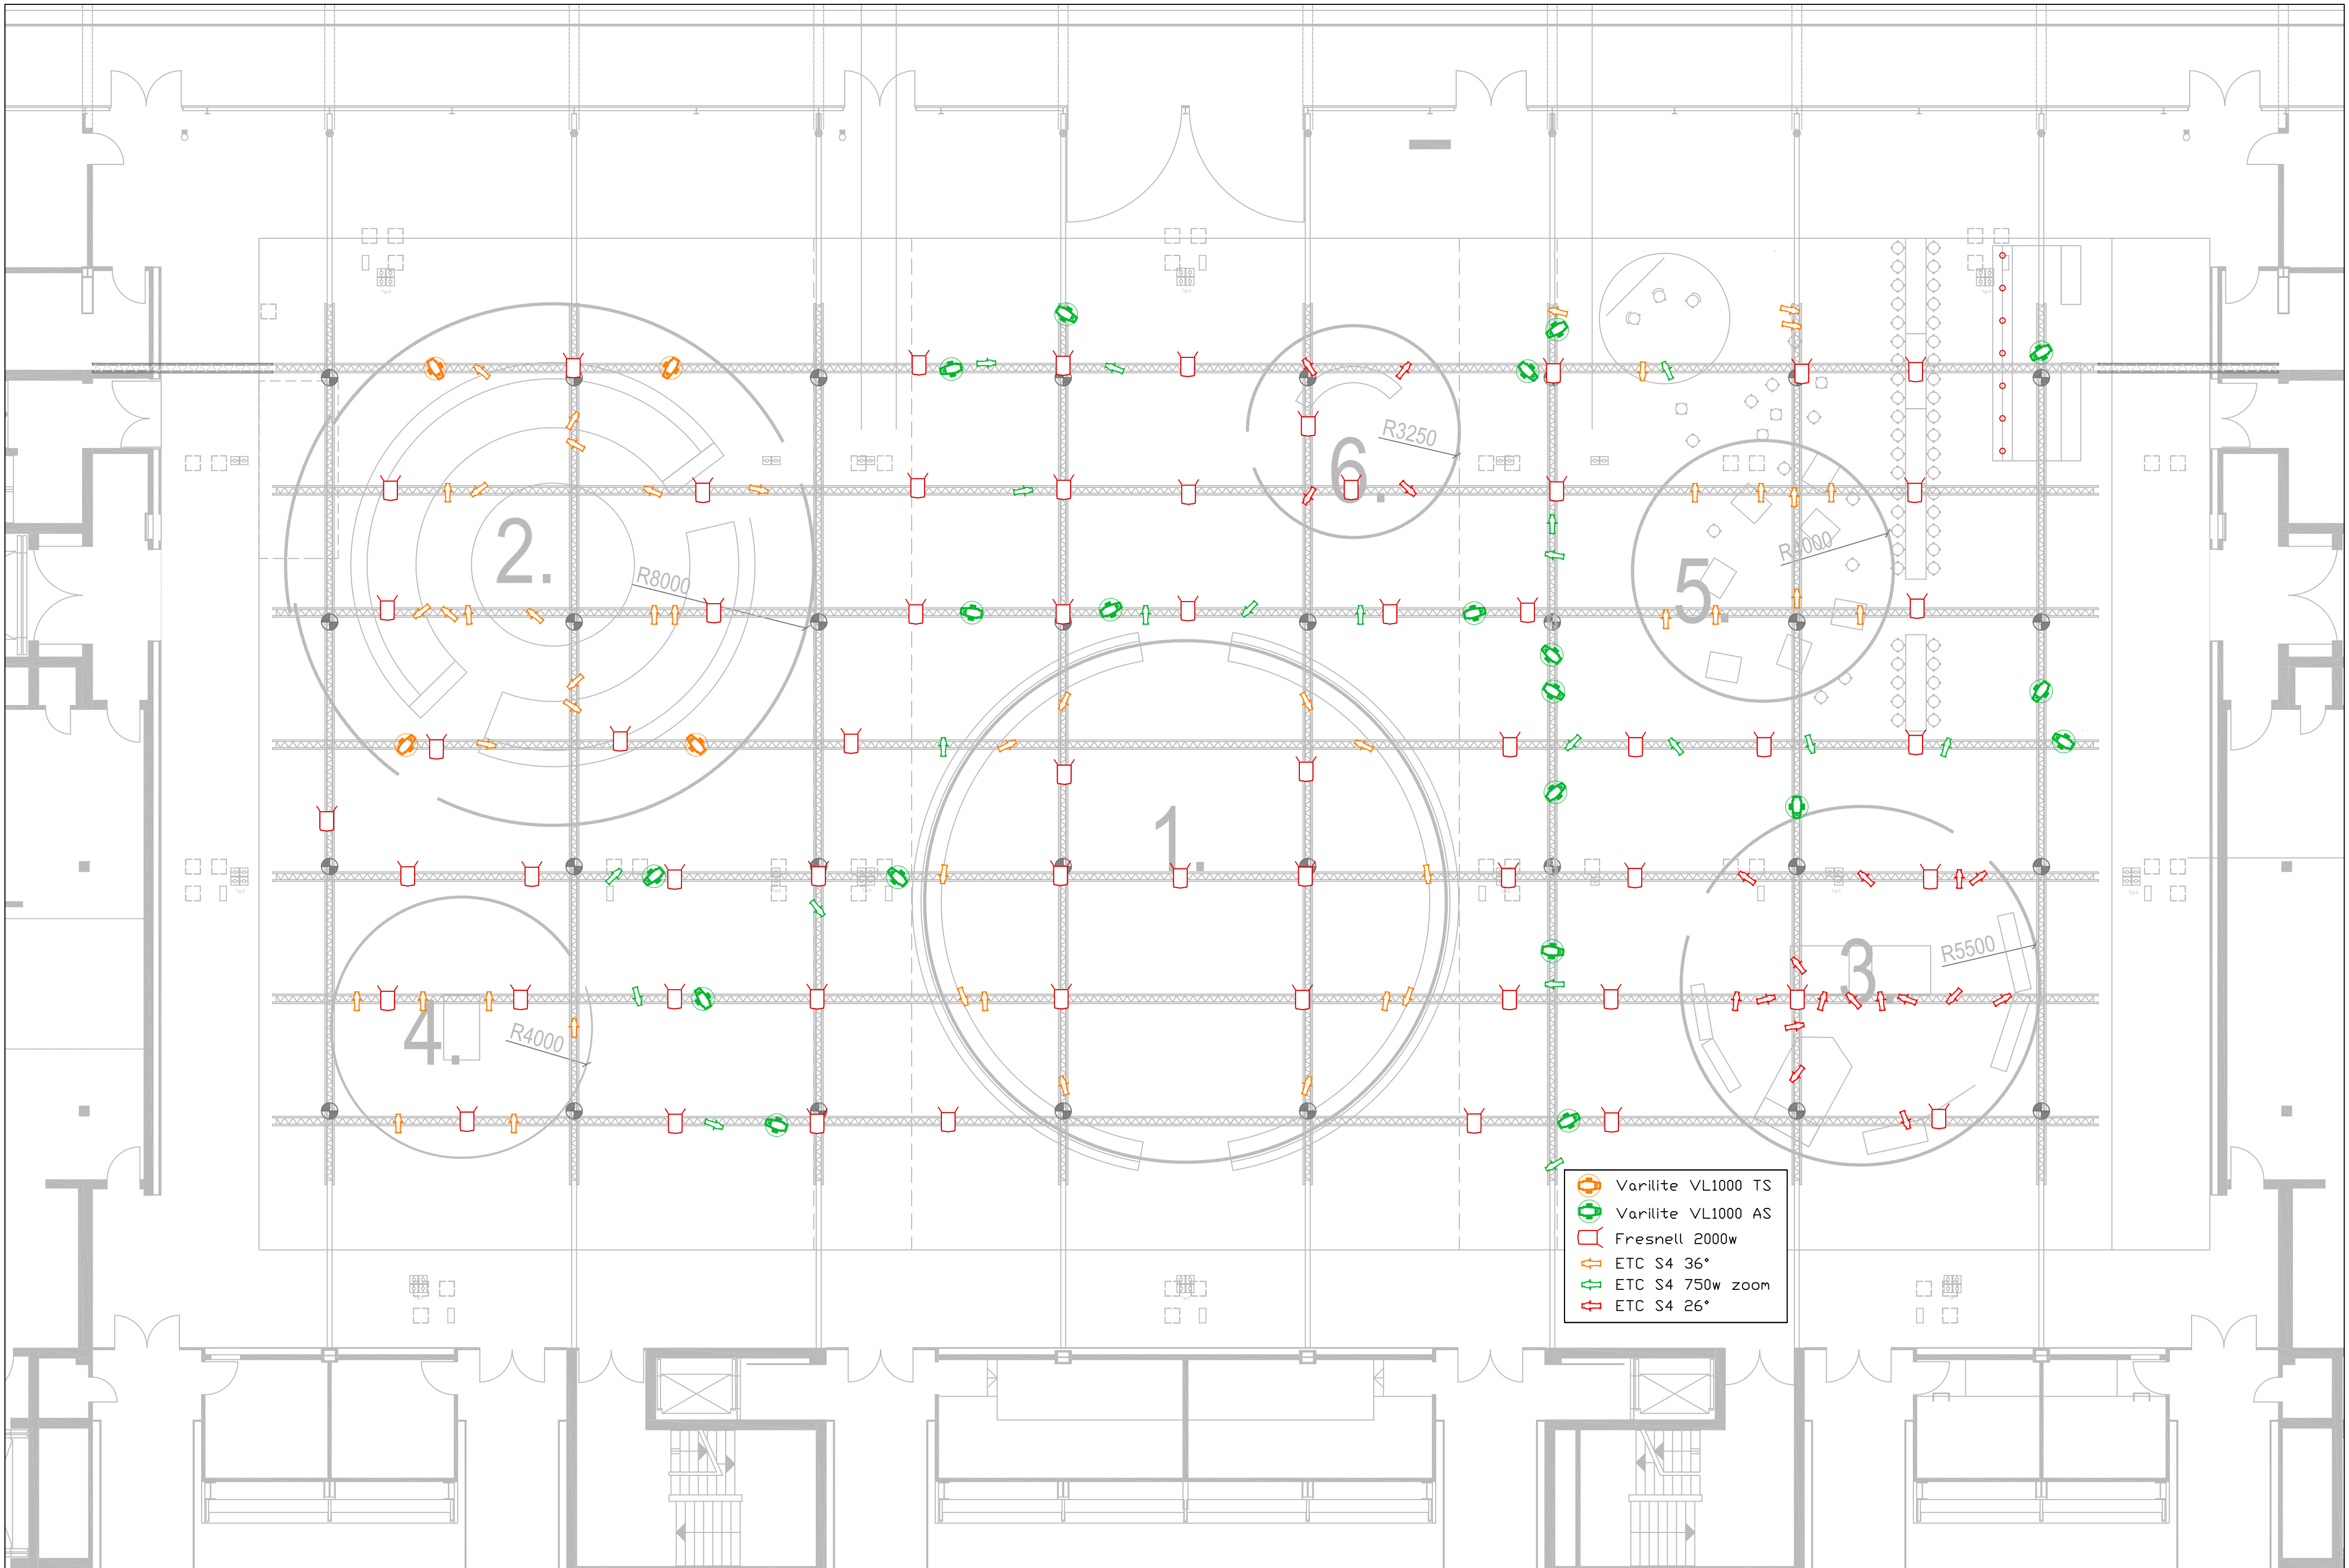 6.
R3250
2.
R8000
5.
R4000
1.
3.
R5500
4.
R4000
Varilite VL1000 TS
Varilite VL1000 AS
Fresnell 2000w
ETC S4 36°
ETC S4 750w zoom
ETC S4 26°